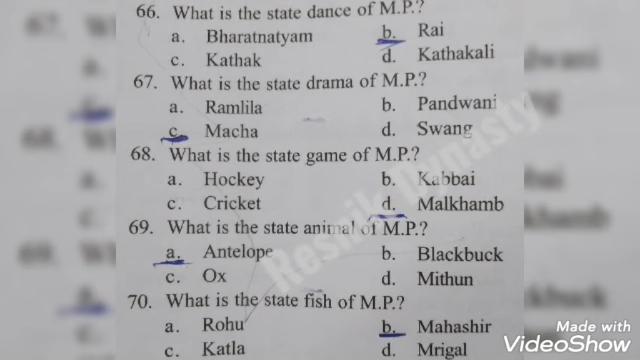 66. What is the state dance of M.P.?
a. Bharatnatyam b. Rai
c. Kathak d. Kathakali
67. What is the state drama of M.P.?
a. Ramlila b. Pandwani
c. Macha d. Swang
68. What is the state game of M.P.?
a. Hockey b. Kabbai
c. Cricket d. Malkhamb
69. What is the state animal of M.P.?
a. Antelope b. Blackbuck
c. Ox d. Mithun
70. What is the state fish of M.P.?
a. Rohu b. Mahashir
c. Katla d. Mrigal
Dynasty
Made with
VideoShow